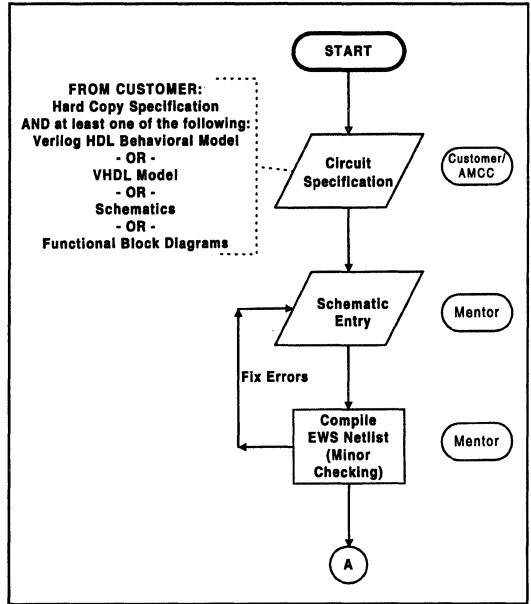 START
FROM CUSTOMER:
Hard Copy Specification
AND at least one of the following:
Verilog HDL Behavioral Model
- OR -
VHDL Model
- OR -
Schematics
- OR -
Functional Block Diagrams
Circuit
Specification
Customer/
AMCC
Schematic
Entry
Mentor
Fix Errors
Compile
EWS Netlist
(Minor
Checking)
Mentor
A